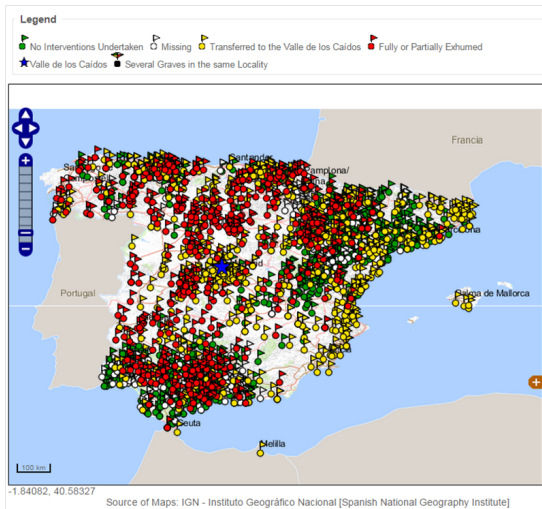 Legend
No Interventions Undertaken Missing Transferred to the Valle de los Caídos Fully or Partially Exhumed
Valle de los Caídos Several Graves in the same Locality
Francia
Santander
Pamplona/
Portugal
Palma de Mallorca
Ceuta
Melilla
100 km
-1.84082, 40.58327
Source of Maps: IGN - Instituto Geográfico Nacional [Spanish National Geography Institute]